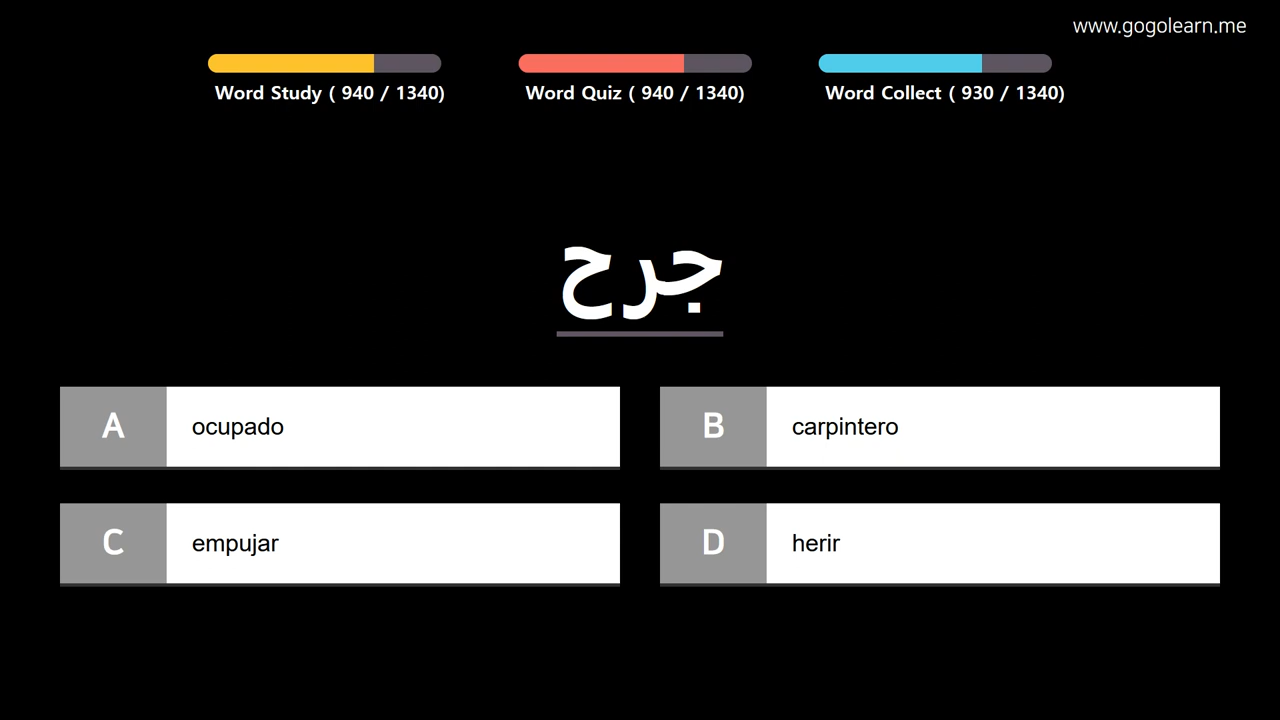 www.gogolearn.me
Word Study ( 940 / 1340)
Word Quiz ( 940 / 1340)
Word Collect ( 930 / 1340)
جرح
A ocupado
B carpintero
C empujar
D herir